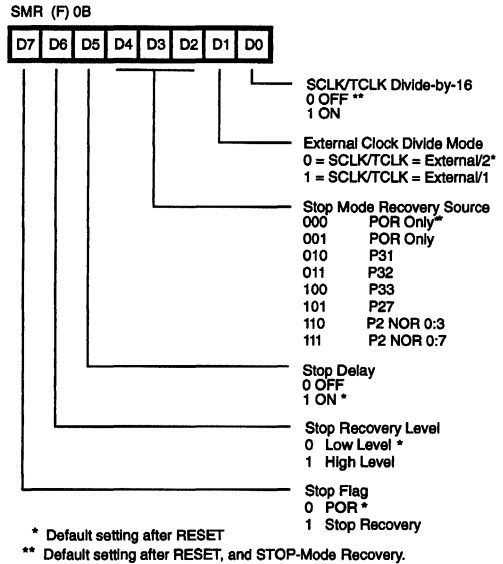 SMR (F) 0B
D7 D6 D5 D4 D3 D2 D1 D0
SCLK/TCLK Divide-by-16
0 OFF **
1 ON
External Clock Divide Mode
0 = SCLK/TCLK = External/2*
1 = SCLK/TCLK = External/1
Stop Mode Recovery Source
000 POR Only**
001 POR Only
010 P31
011 P32
100 P33
101 P27
110 P2 NOR 0:3
111 P2 NOR 0:7
Stop Delay
0 OFF
1 ON *
Stop Recovery Level
0 Low Level *
1 High Level
Stop Flag
0 POR *
1 Stop Recovery
* Default setting after RESET
** Default setting after RESET, and STOP-Mode Recovery.